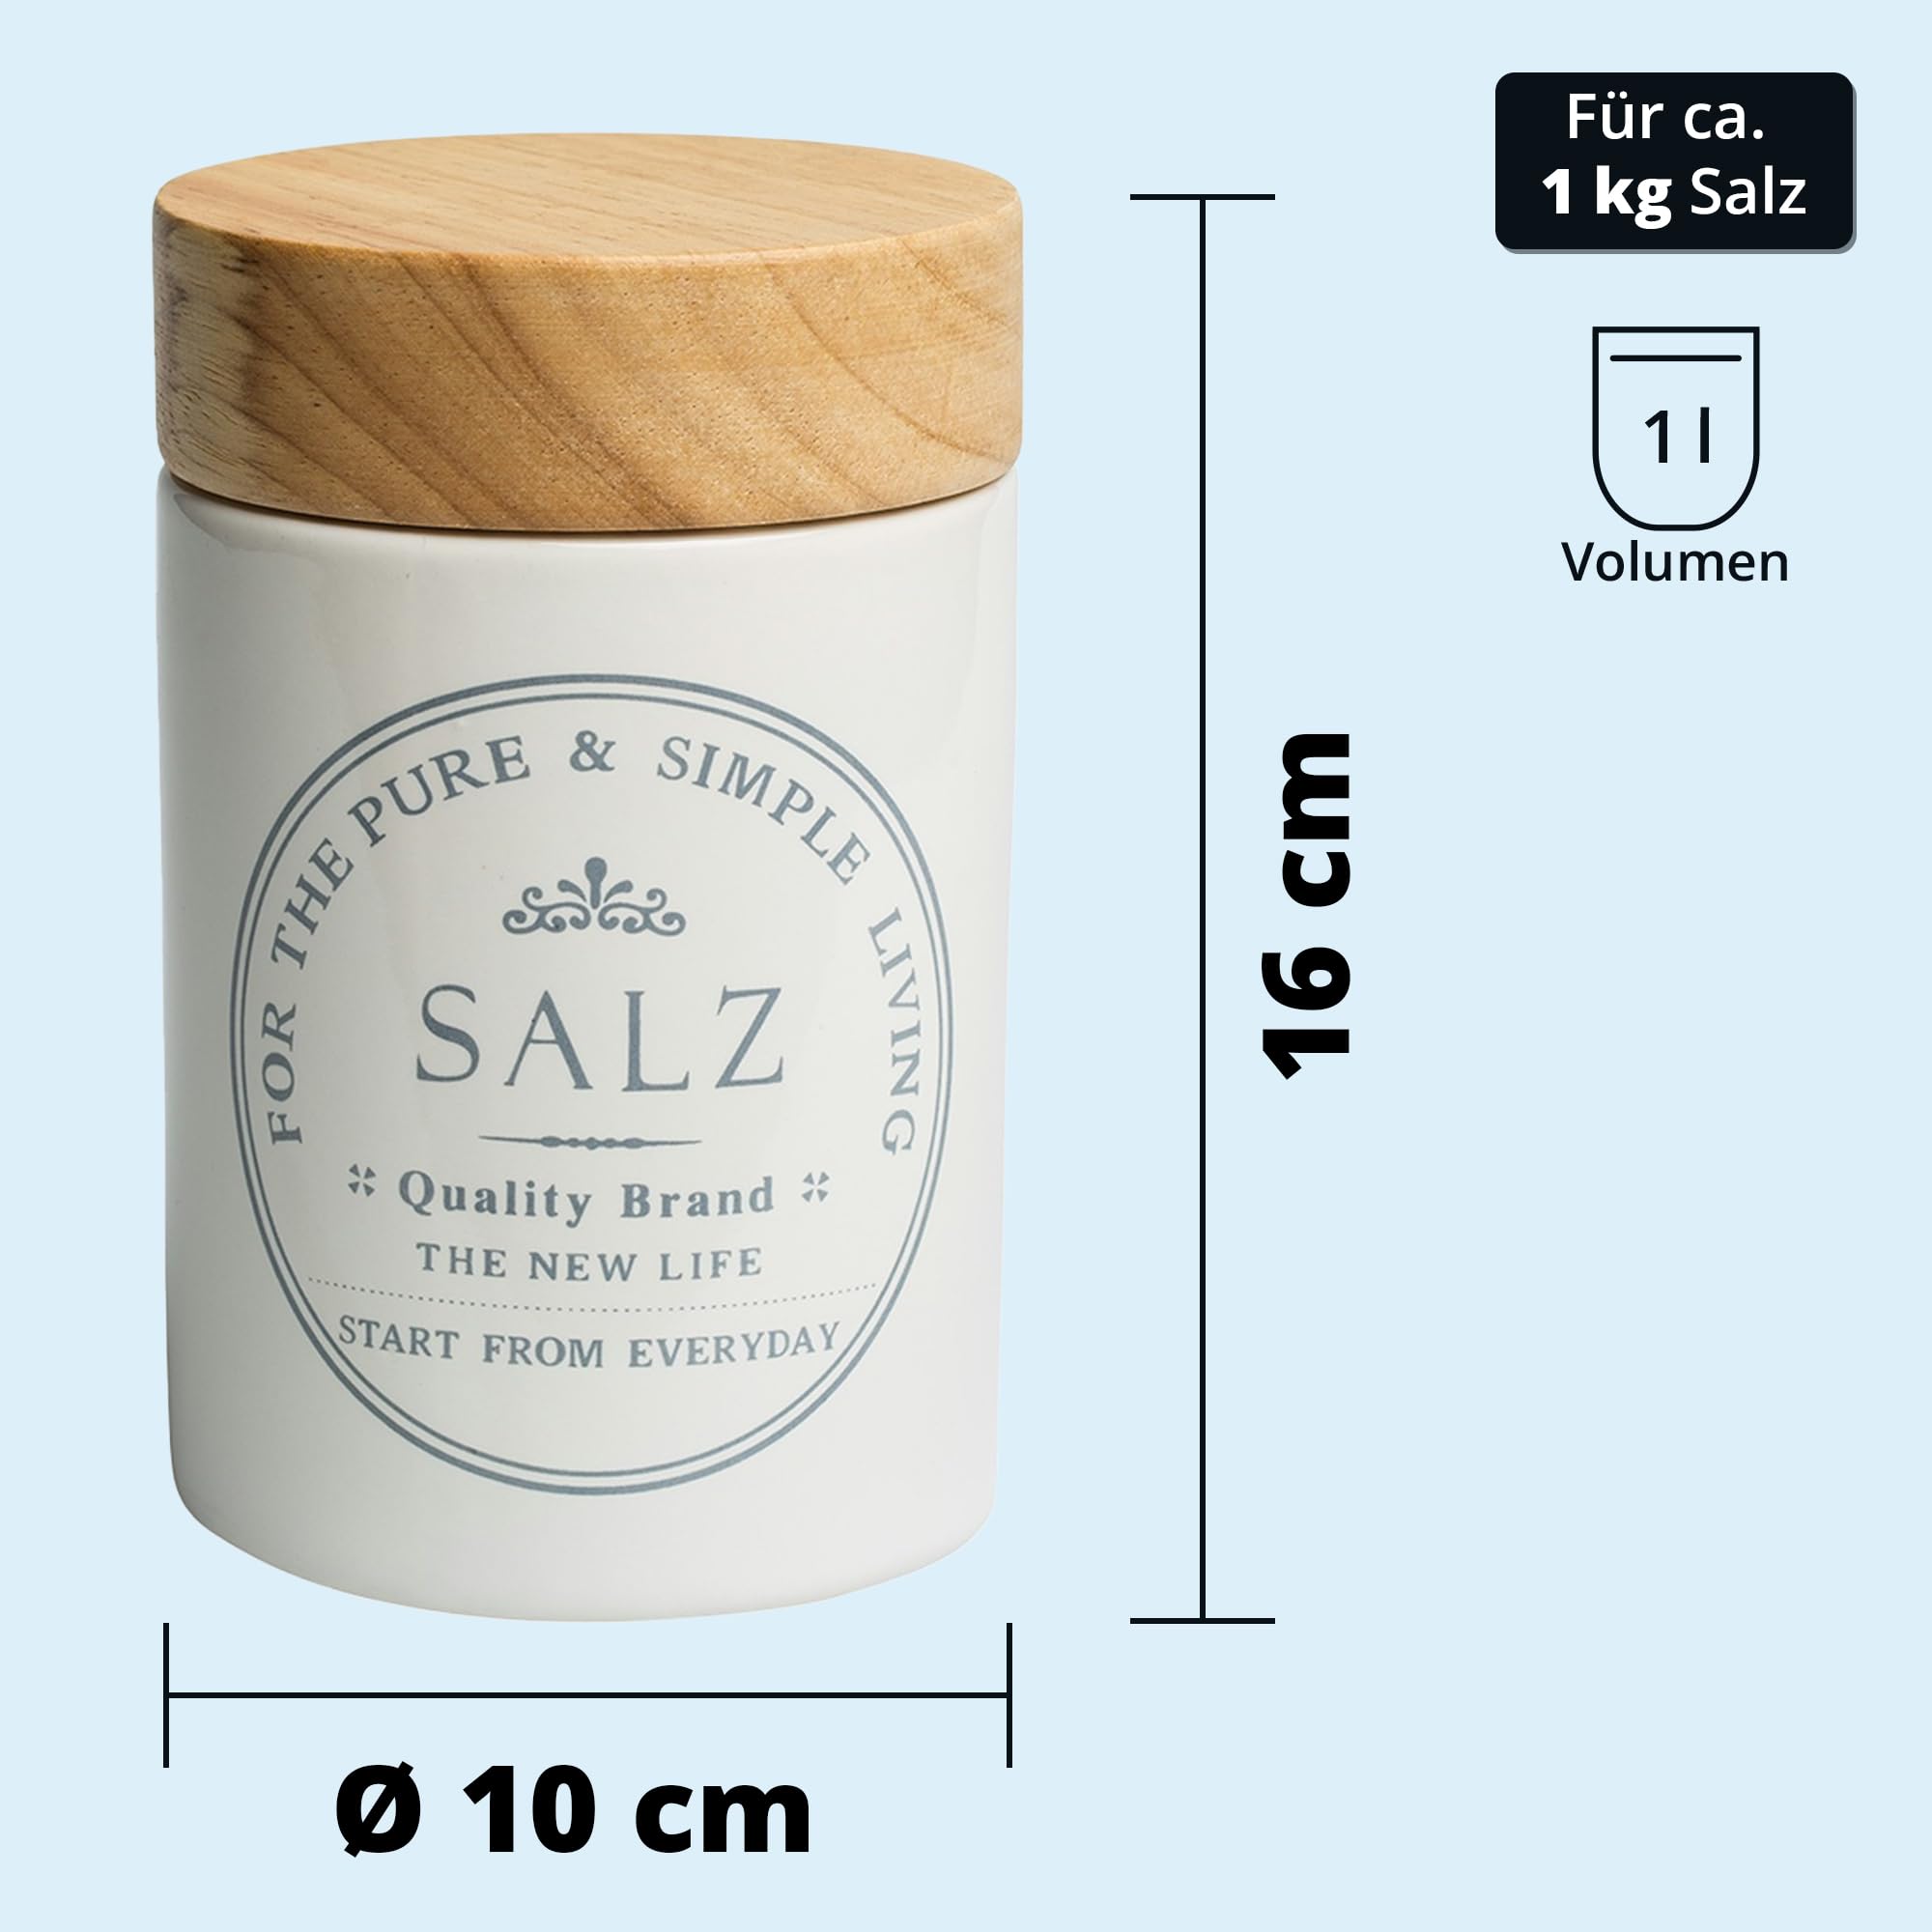 Für ca.
1 kg Salz
1 l
Volumen
FOR THE PURE & SIMPLE LIVING
SALZ
Quality Brand
THE NEW LIFE
START FROM EVERYDAY
16 cm
Ø 10 cm